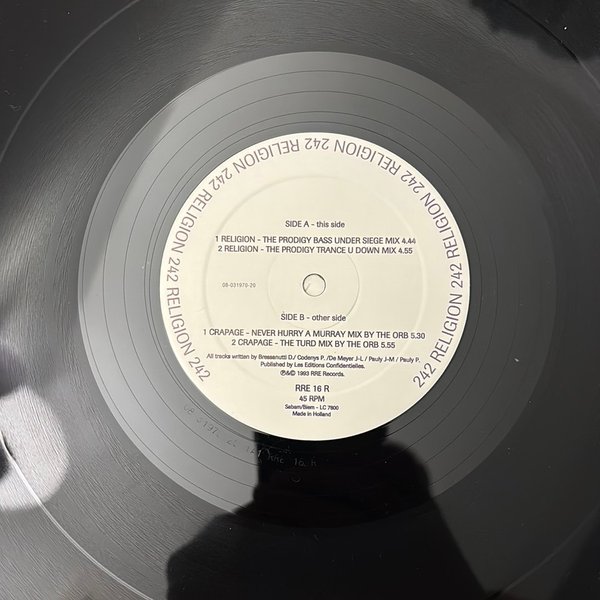 242 RELIGION 242 RELIGION 242 RELIGION 242 RELIGION 242
SIDE A - this side
1 RELIGION - THE PRODIGY BASS UNDER SIEGE MIX 4.44
2 RELIGION - THE PRODIGY TRANCE U DOWN MIX 4.55
08-031970-20
SIDE B - other side
1 CRAPAGE - NEVER HURRY A MURRAY MIX BY THE ORB 5.30
2 CRAPAGE - THE TURD MIX BY THE ORB 5.55
All tracks written by Bressanutti D./ Codenys P. /De Meyer J-L / Pauly J-M / Pauly P.
Published by Les Editions Confidentielles.
℗&© 1993 RRE Records.
RRE 16 R
45 RPM
Sabam/Biem - LC 7800
Made in Holland